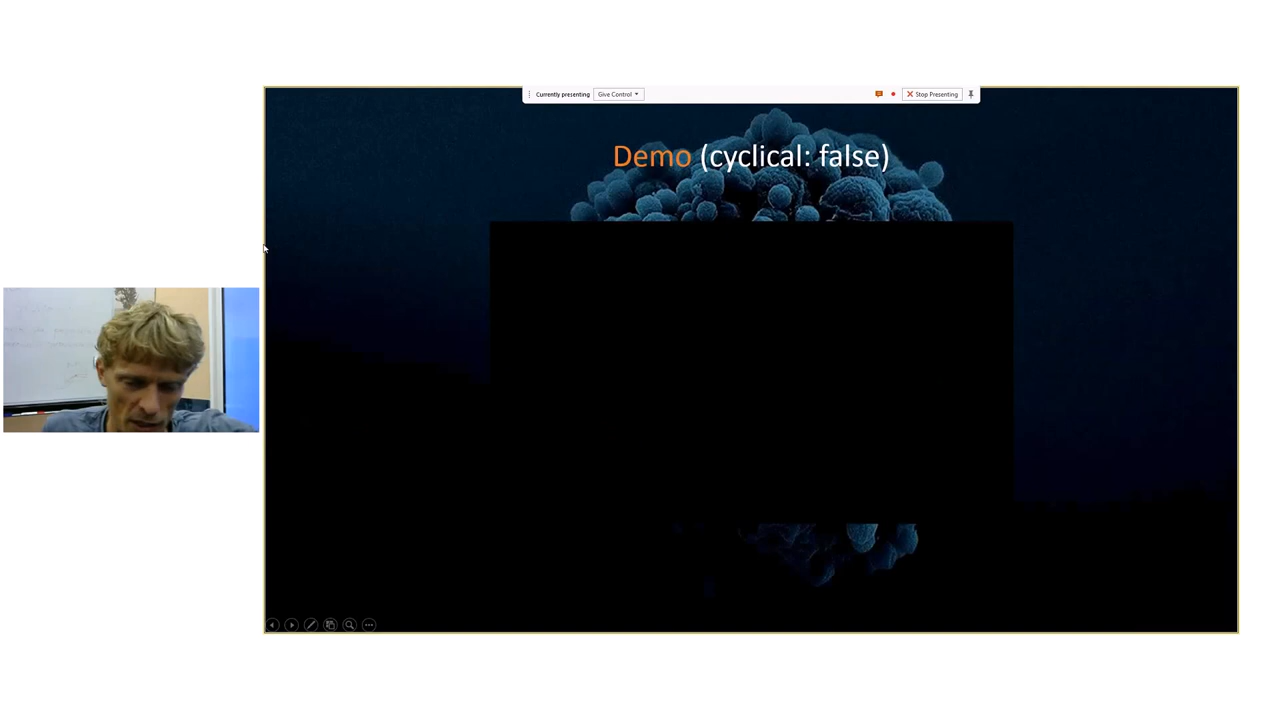 Currently presenting
Give Control
Stop Presenting
Demo (cyclical: false)